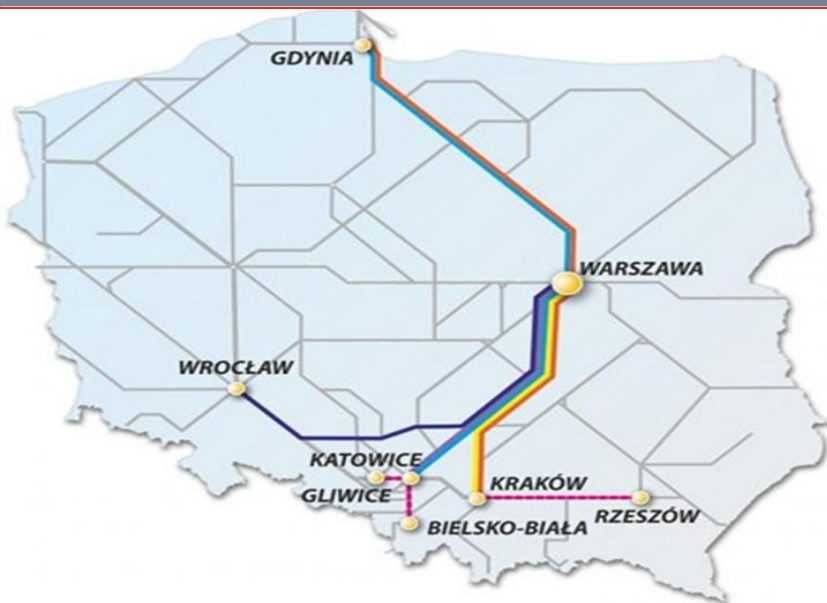 GDYNIA
WARSZAWA
WROCŁAW
KATOWICE
GLIWICE
KRAKÓW
RZESZÓW
BIELSKO-BIAŁA